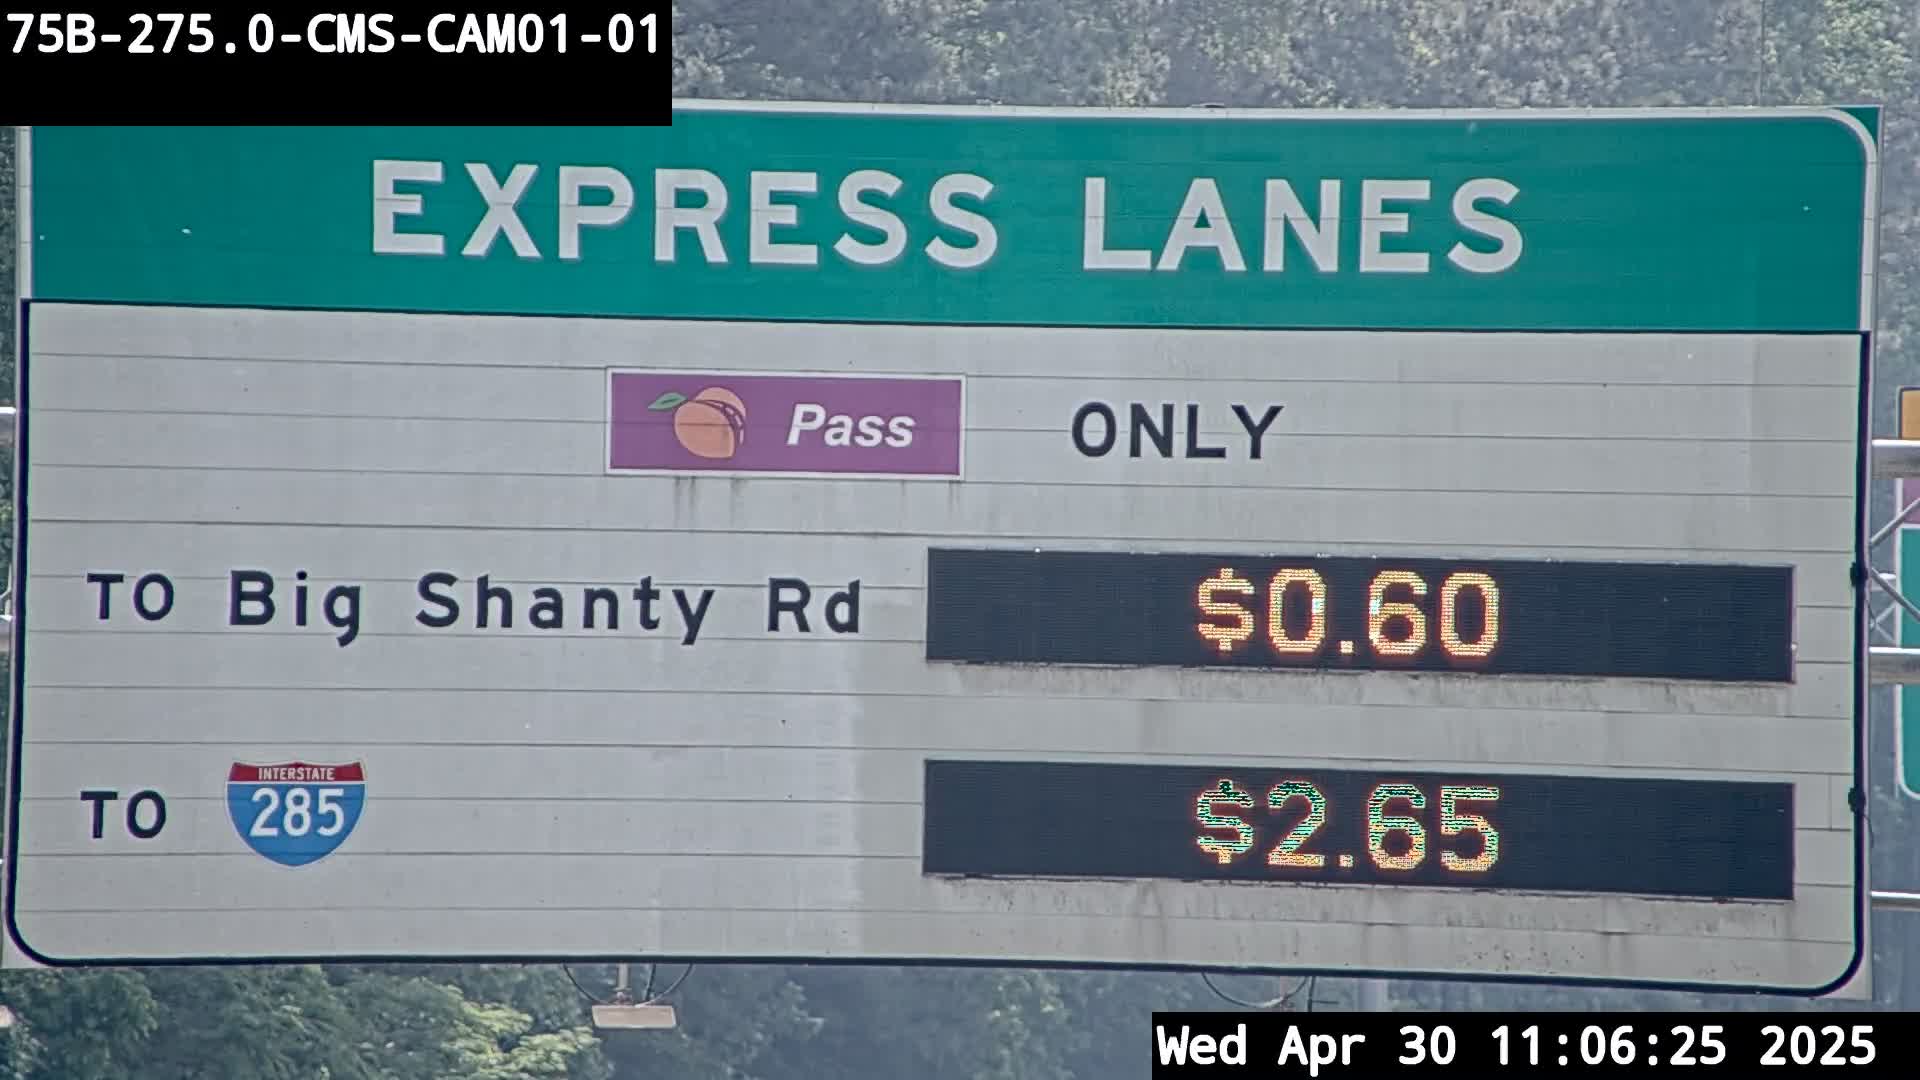 75B-275.0-CMS-CAM01-01
EXPRESS LANES
Pass ONLY
TO Big Shanty Rd $0.60
INTERSTATE
TO 285 $2.65
Wed Apr 30 11:06:25 2025